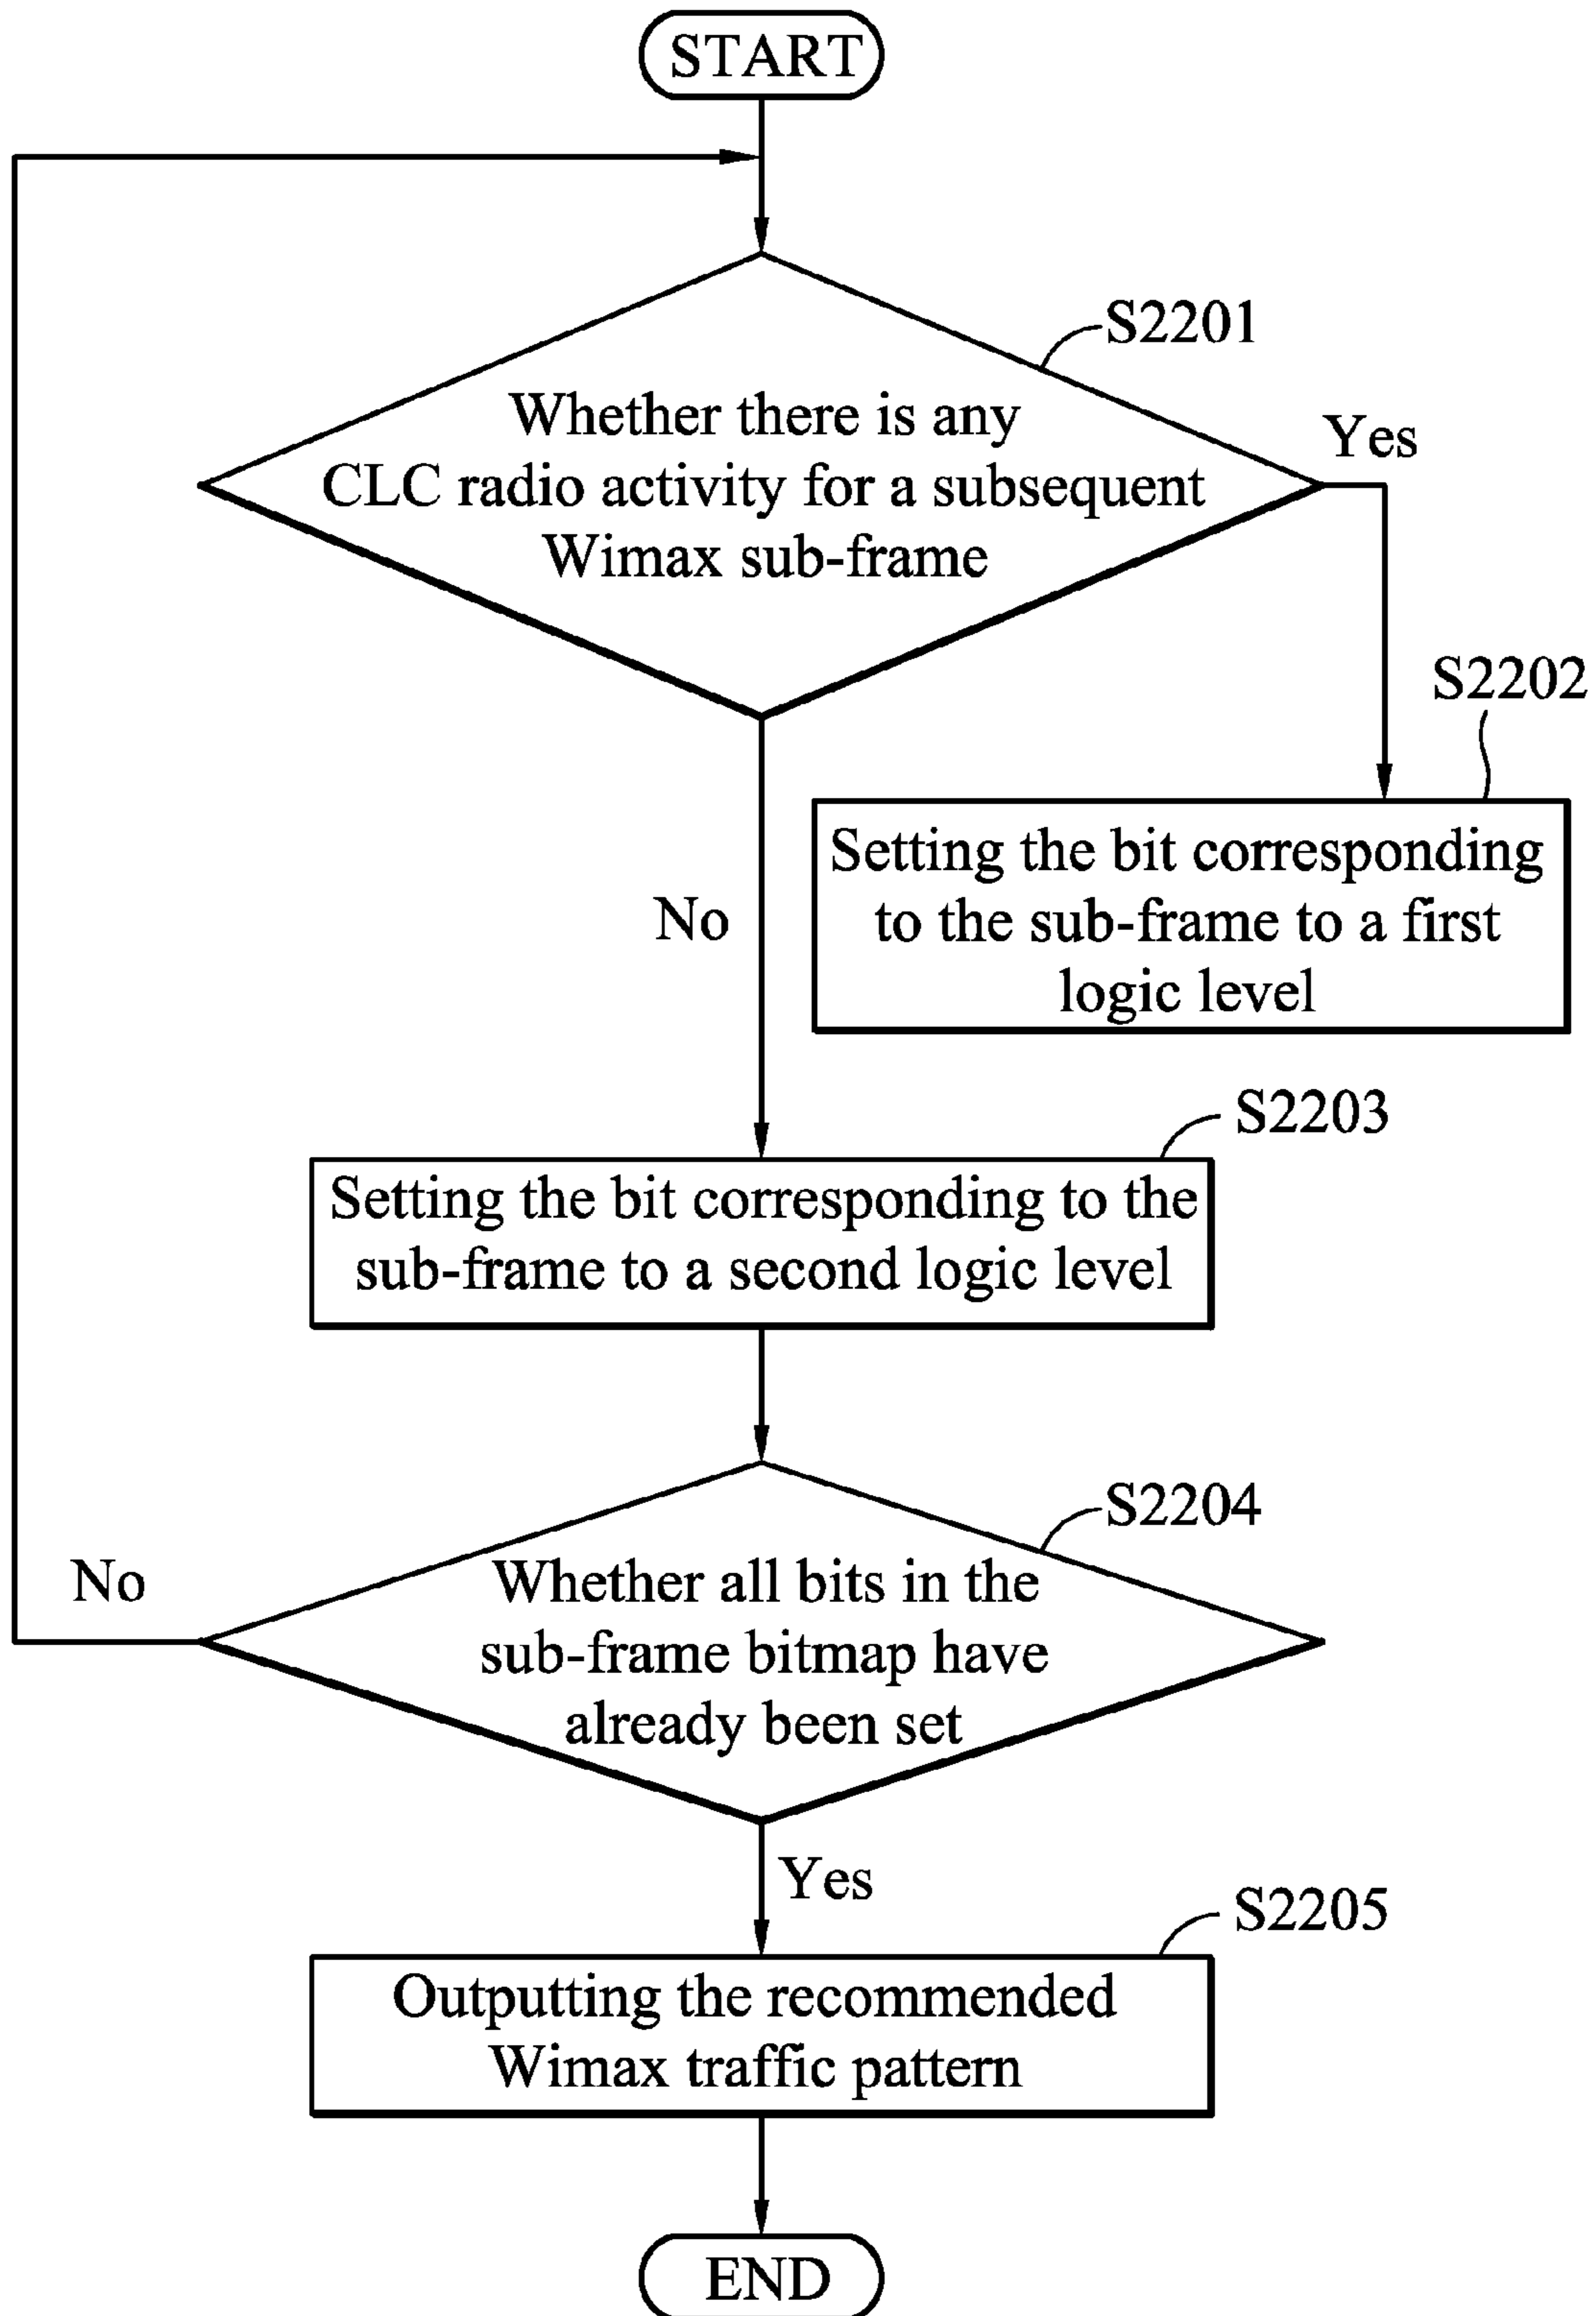 START
S2201
Whether there is any
CLC radio activity for a subsequent
Wimax sub-frame
Yes
S2202
Setting the bit corresponding
to the sub-frame to a first
logic level
No
S2203
Setting the bit corresponding to the
sub-frame to a second logic level
S2204
No
Whether all bits in the
sub-frame bitmap have
already been set
Yes
S2205
Outputting the recommended
Wimax traffic pattern
END